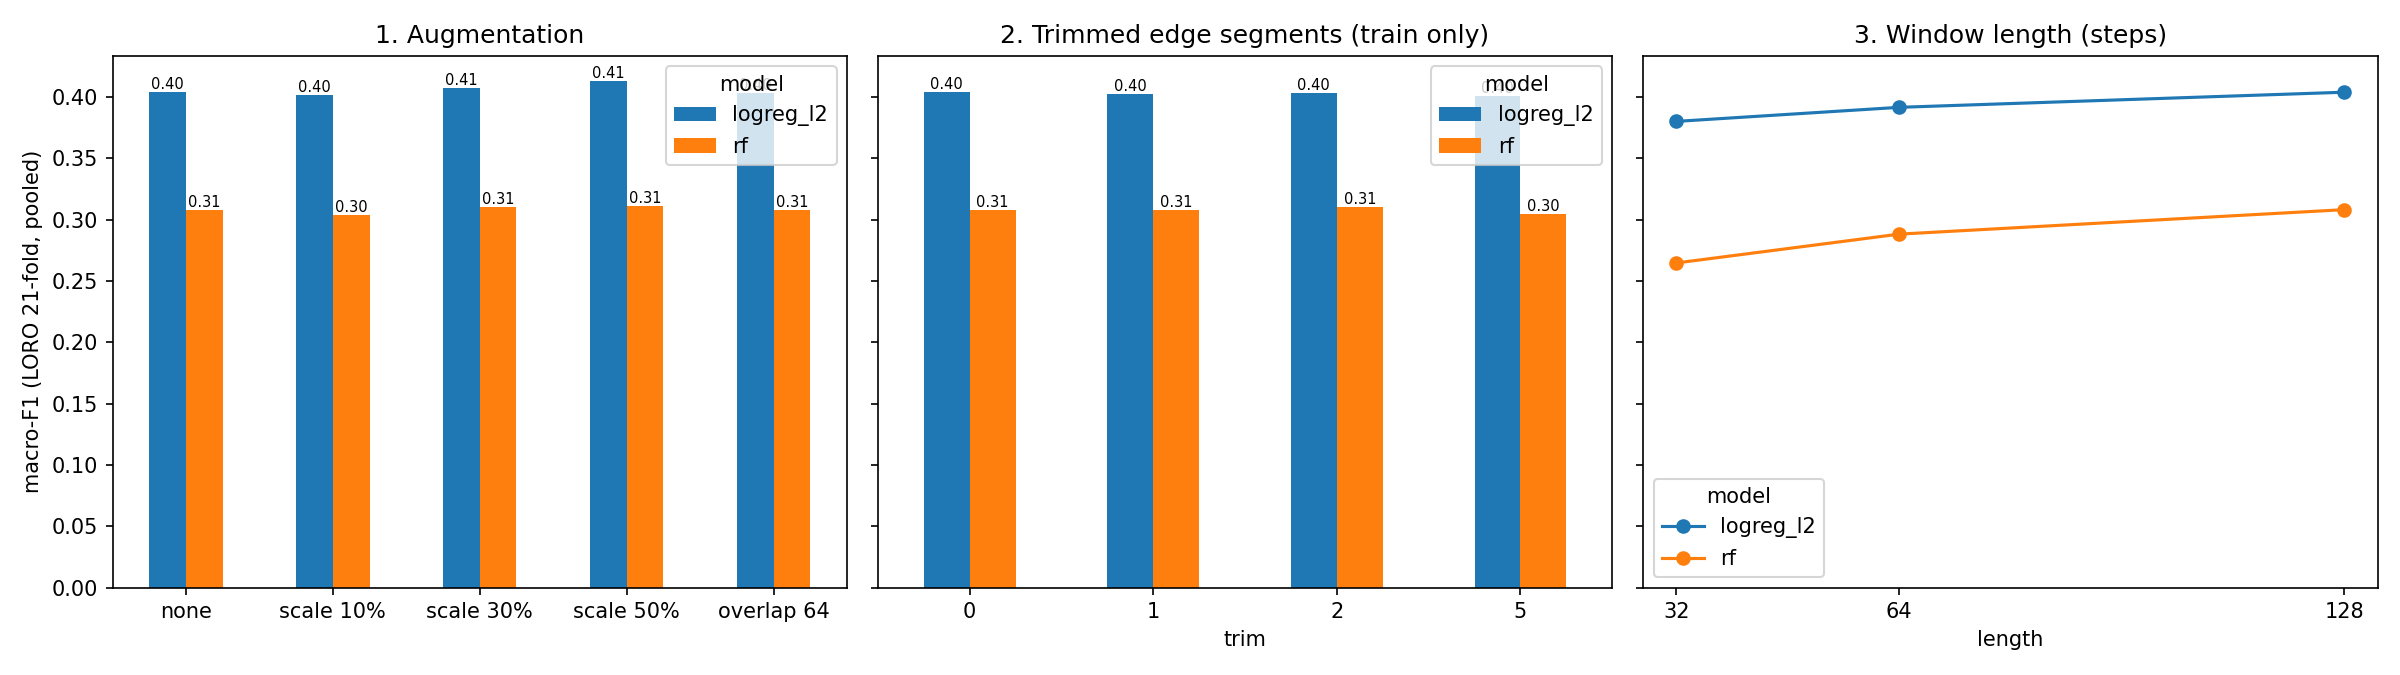 1. Augmentation
macro-F1 (LORO 21-fold, pooled)
0.40
0.35
0.30
0.25
0.20
0.15
0.10
0.05
0.00
0.40
0.31
0.40
0.30
0.41
0.31
0.41
0.31
0.31
model
logreg_l2
rf
none
scale 10%
scale 30%
scale 50%
overlap 64
2. Trimmed edge segments (train only)
0.40
0.31
0.40
0.31
0.40
0.31
0.30
model
logreg_l2
rf
0
1
2
5
trim
3. Window length (steps)
model
logreg_l2
rf
32
64
128
length